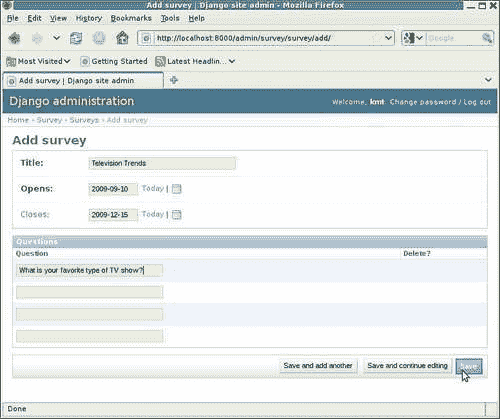 Add survey | Django site admin - Mozilla Firefox
File Edit View History Bookmarks Tools Help
http://localhost:8000/admin/survey/survey/add/
Google
Most Visited Getting Started Latest Headlin...
Add survey | Django site admin
Django administration
Welcome, kmt. Change password / Log out
Home › Survey › Surveys › Add survey
Add survey
Title: Television Trends
Opens: 2009-09-10 Today |
Closes: 2009-12-15 Today |
Questions
Question Delete?
What is your favorite type of TV show?
Save and add another Save and continue editing Save
Done